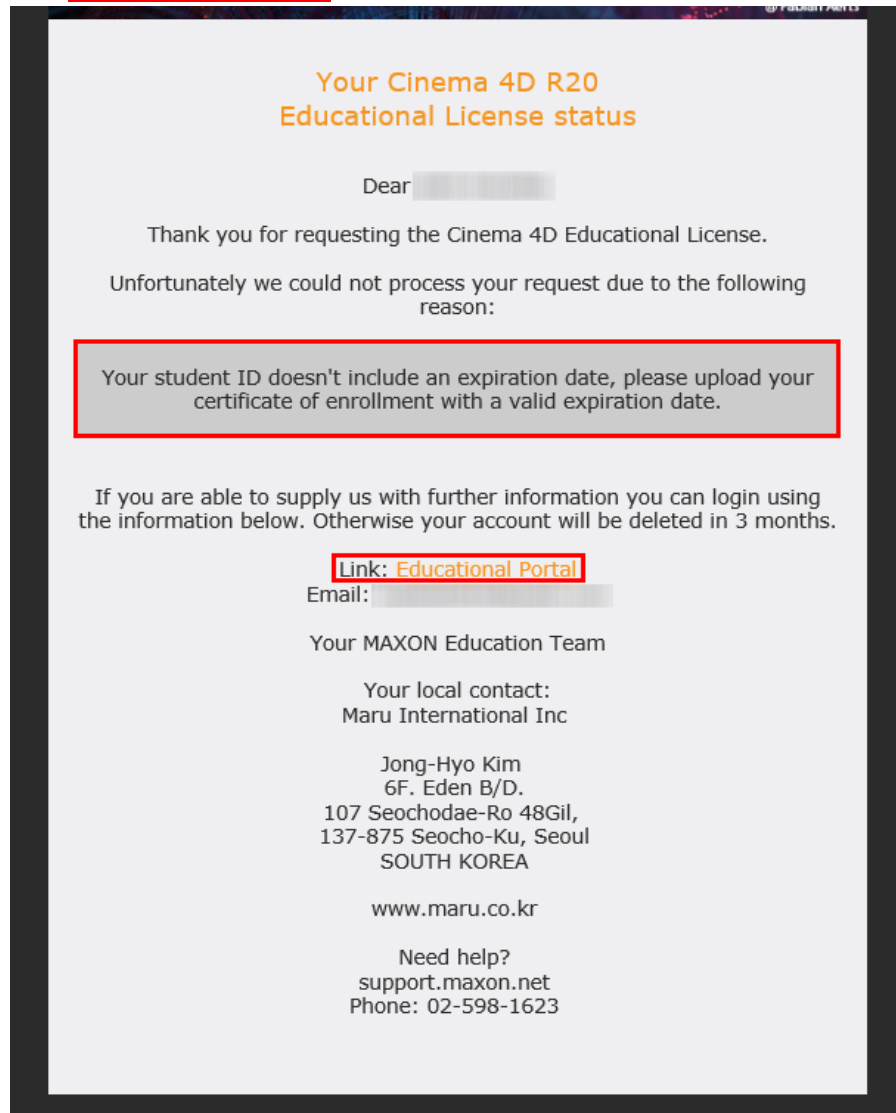 @ Fabian Aerts
Your Cinema 4D R20
Educational License status
Dear
Thank you for requesting the Cinema 4D Educational License.
Unfortunately we could not process your request due to the following
reason:
Your student ID doesn't include an expiration date, please upload your
certificate of enrollment with a valid expiration date.
If you are able to supply us with further information you can login using
the information below. Otherwise your account will be deleted in 3 months.
Link: Educational Portal
Email:
Your MAXON Education Team
Your local contact:
Maru International Inc
Jong-Hyo Kim
6F. Eden B/D.
107 Seochodae-Ro 48Gil,
137-875 Seocho-Ku, Seoul
SOUTH KOREA
www.maru.co.kr
Need help?
support.maxon.net
Phone: 02-598-1623